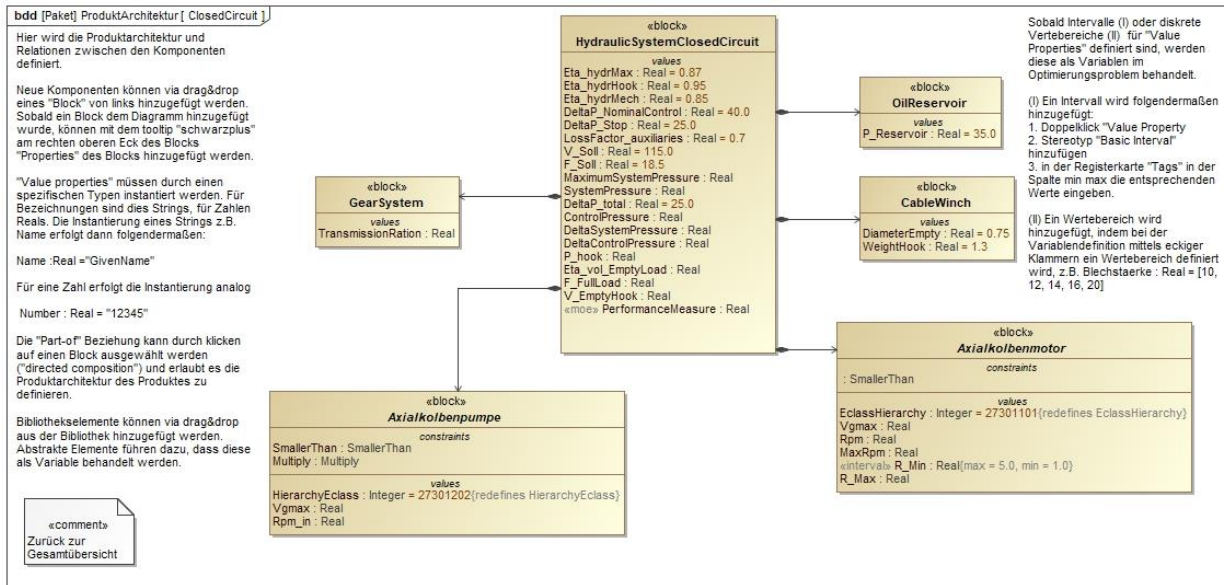 bdd [Paket] ProduktArchitektur [ ClosedCircuit ]
Hier wird die Produktarchitektur und
Relationen zwischen den Komponenten
definiert.
Neue Komponenten können via drag&drop
eines "Block" von links hinzugefügt werden.
Sobald ein Block dem Diagramm hinzugefügt
wurde, können mit dem tooltip "schwarzplus"
am rechten oberen Eck des Blocks
"Properties" des Blocks hinzugefügt werden.
"Value properties" müssen durch einen
spezifischen Typen instantiert werden. Für
Bezeichnungen sind dies Strings, für Zahlen
Reals. Die Instantierung eines Strings z.B.
Name erfolgt dann folgendermaßen:
Name :Real ="GivenName"
Für eine Zahl erfolgt die Instantierung analog
Number : Real = "12345"
Die "Part-of" Beziehung kann durch klicken
auf einen Block ausgewählt werden
("directed composition") und erlaubt es die
Produktarchitektur des Produktes zu
definieren.
Bibliothekselemente können via drag&drop
aus der Bibliothek hinzugefügt werden.
Abstrakte Elemente führen dazu, dass diese
als Variable behandelt werden.
«comment»
Zurück zur
Gesamtübersicht
«block»
GearSystem
values
TransmissionRation : Real
«block»
HydraulicSystemClosedCircuit
values
Eta_hydrMax : Real = 0.87
Eta_hydrHook : Real = 0.95
Eta_hydrMech : Real = 0.85
DeltaP_NominalControl : Real = 40.0
DeltaP_Stop : Real = 25.0
LossFactor_auxiliaries : Real = 0.7
V_Soll : Real = 115.0
F_Soll : Real = 18.5
MaximumSystemPressure : Real
SystemPressure : Real
DeltaP_total : Real = 25.0
ControlPressure : Real
DeltaSystemPressure : Real
DeltaControlPressure : Real
P_hook : Real
Eta_vol_EmptyLoad : Real
F_FullLoad : Real
V_EmptyHook : Real
«moe» PerformanceMeasure : Real
«block»
Axialkolbenpumpe
constraints
SmallerThan : SmallerThan
Multiply : Multiply
values
HierarchyEclass : Integer = 27301202{redefines HierarchyEclass}
Vgmax : Real
Rpm_in : Real
«block»
OilReservoir
values
P_Reservoir : Real = 35.0
«block»
CableWinch
values
DiameterEmpty : Real = 0.75
WeightHook : Real = 1.3
«block»
Axialkolbenmotor
constraints
: SmallerThan
values
EclassHierarchy : Integer = 27301101{redefines EclassHierarchy}
Vgmax : Real
Rpm : Real
MaxRpm : Real
«interval» R_Min : Real{max = 5.0, min = 1.0}
R_Max : Real
Sobald Intervalle (I) oder diskrete
Vertebereiche (II) für "Value
Properties" definiert sind, werden
diese als Variablen im
Optimierungsproblem behandelt.
(I) Ein Intervall wird folgendermaßen
hinzugefügt:
1. Doppelklick "Value Property
2. Stereotyp "Basic Interval"
hinzufügen
3. in der Registerkarte "Tags" in der
Spalte min max die entsprechenden
Werte eingeben.
(II) Ein Wertebereich wird
hinzugefügt, indem bei der
Variablendefinition mittels eckiger
Klammern ein Wertebereich definiert
wird, z.B. Blechstaerke : Real = [10,
12, 14, 16, 20]